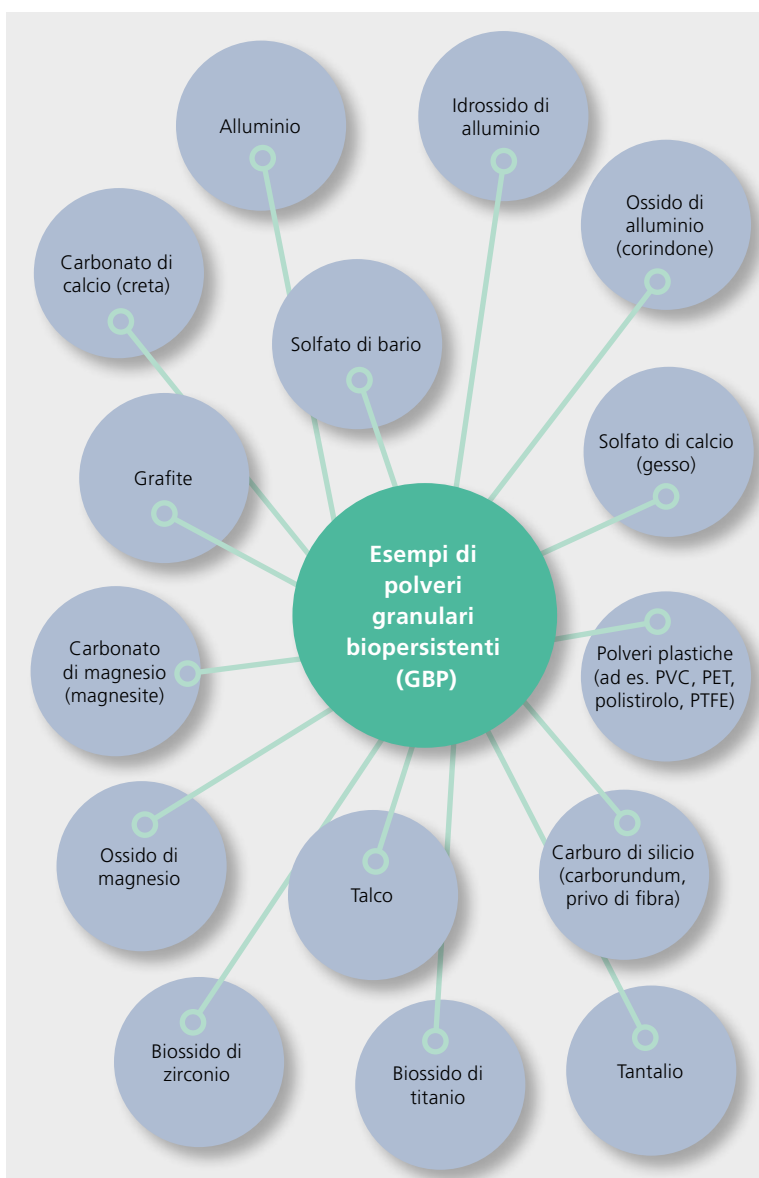 Alluminio
Idrossido di
alluminio
Ossido di
alluminio
(corindone)
Carbonato di
calcio (creta)
Solfato di bario
Solfato di calcio
(gesso)
Grafite
Esempi di
polveri
granulari
biopersistenti
(GBP)
Carbonato
di magnesio
(magnesite)
Polveri plastiche
(ad es. PVC, PET,
polistirolo, PTFE)
Ossido di
magnesio
Talco
Carburo di silicio
(carborundum,
privo di fibra)
Biossido di
zirconio
Biossido di
titanio
Tantalio